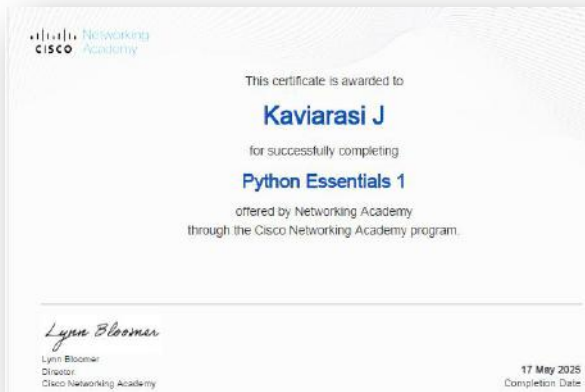 CISCO Networking Academy
This certificate is awarded to
Kaviarasi J
for successfully completing
Python Essentials 1
offered by Networking Academy
through the Cisco Networking Academy program.
Lynn Bloomer
Lynn Bloomer
Director
Cisco Networking Academy
17 May 2025
Completion Date